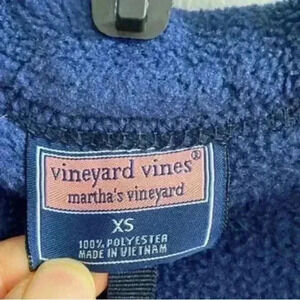 vineyard vines®
martha's vineyard
XS
100% POLYESTER
MADE IN VIETNAM